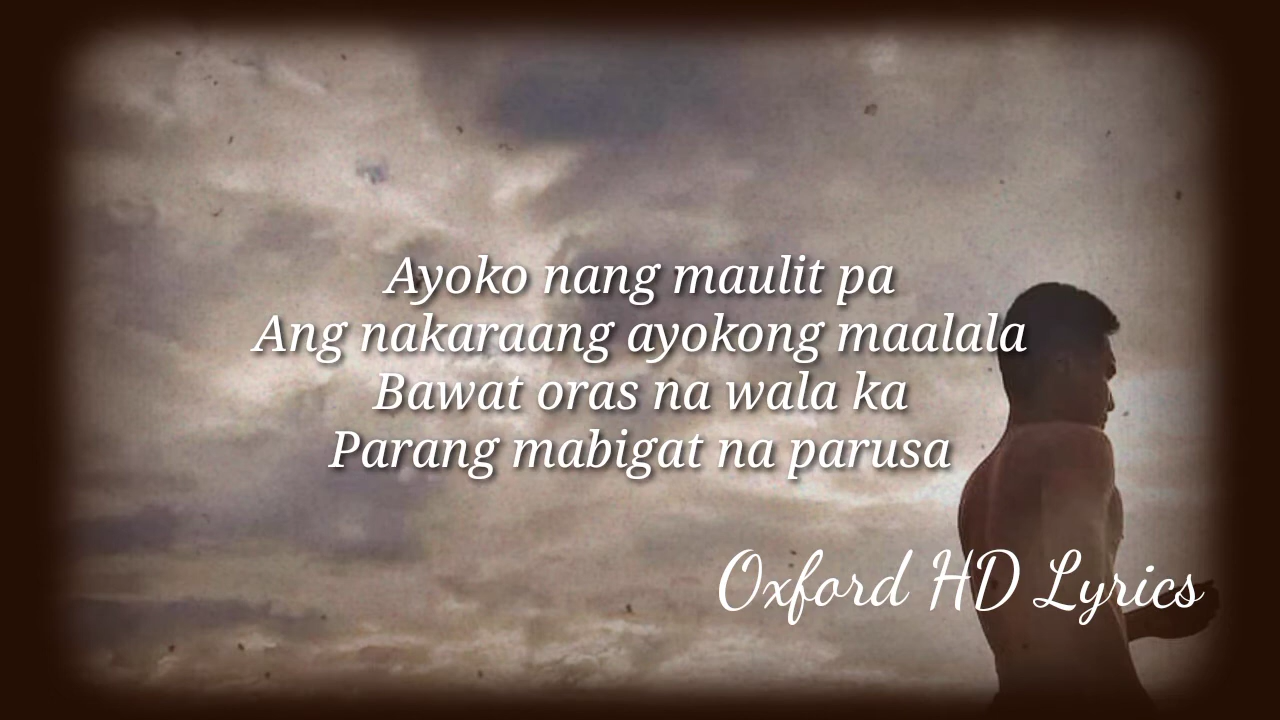 Ayoko nang maulit pa
Ang nakaraang ayokong maalala
Bawat oras na wala ka
Parang mabigat na parusa
Oxford HD Lyrics